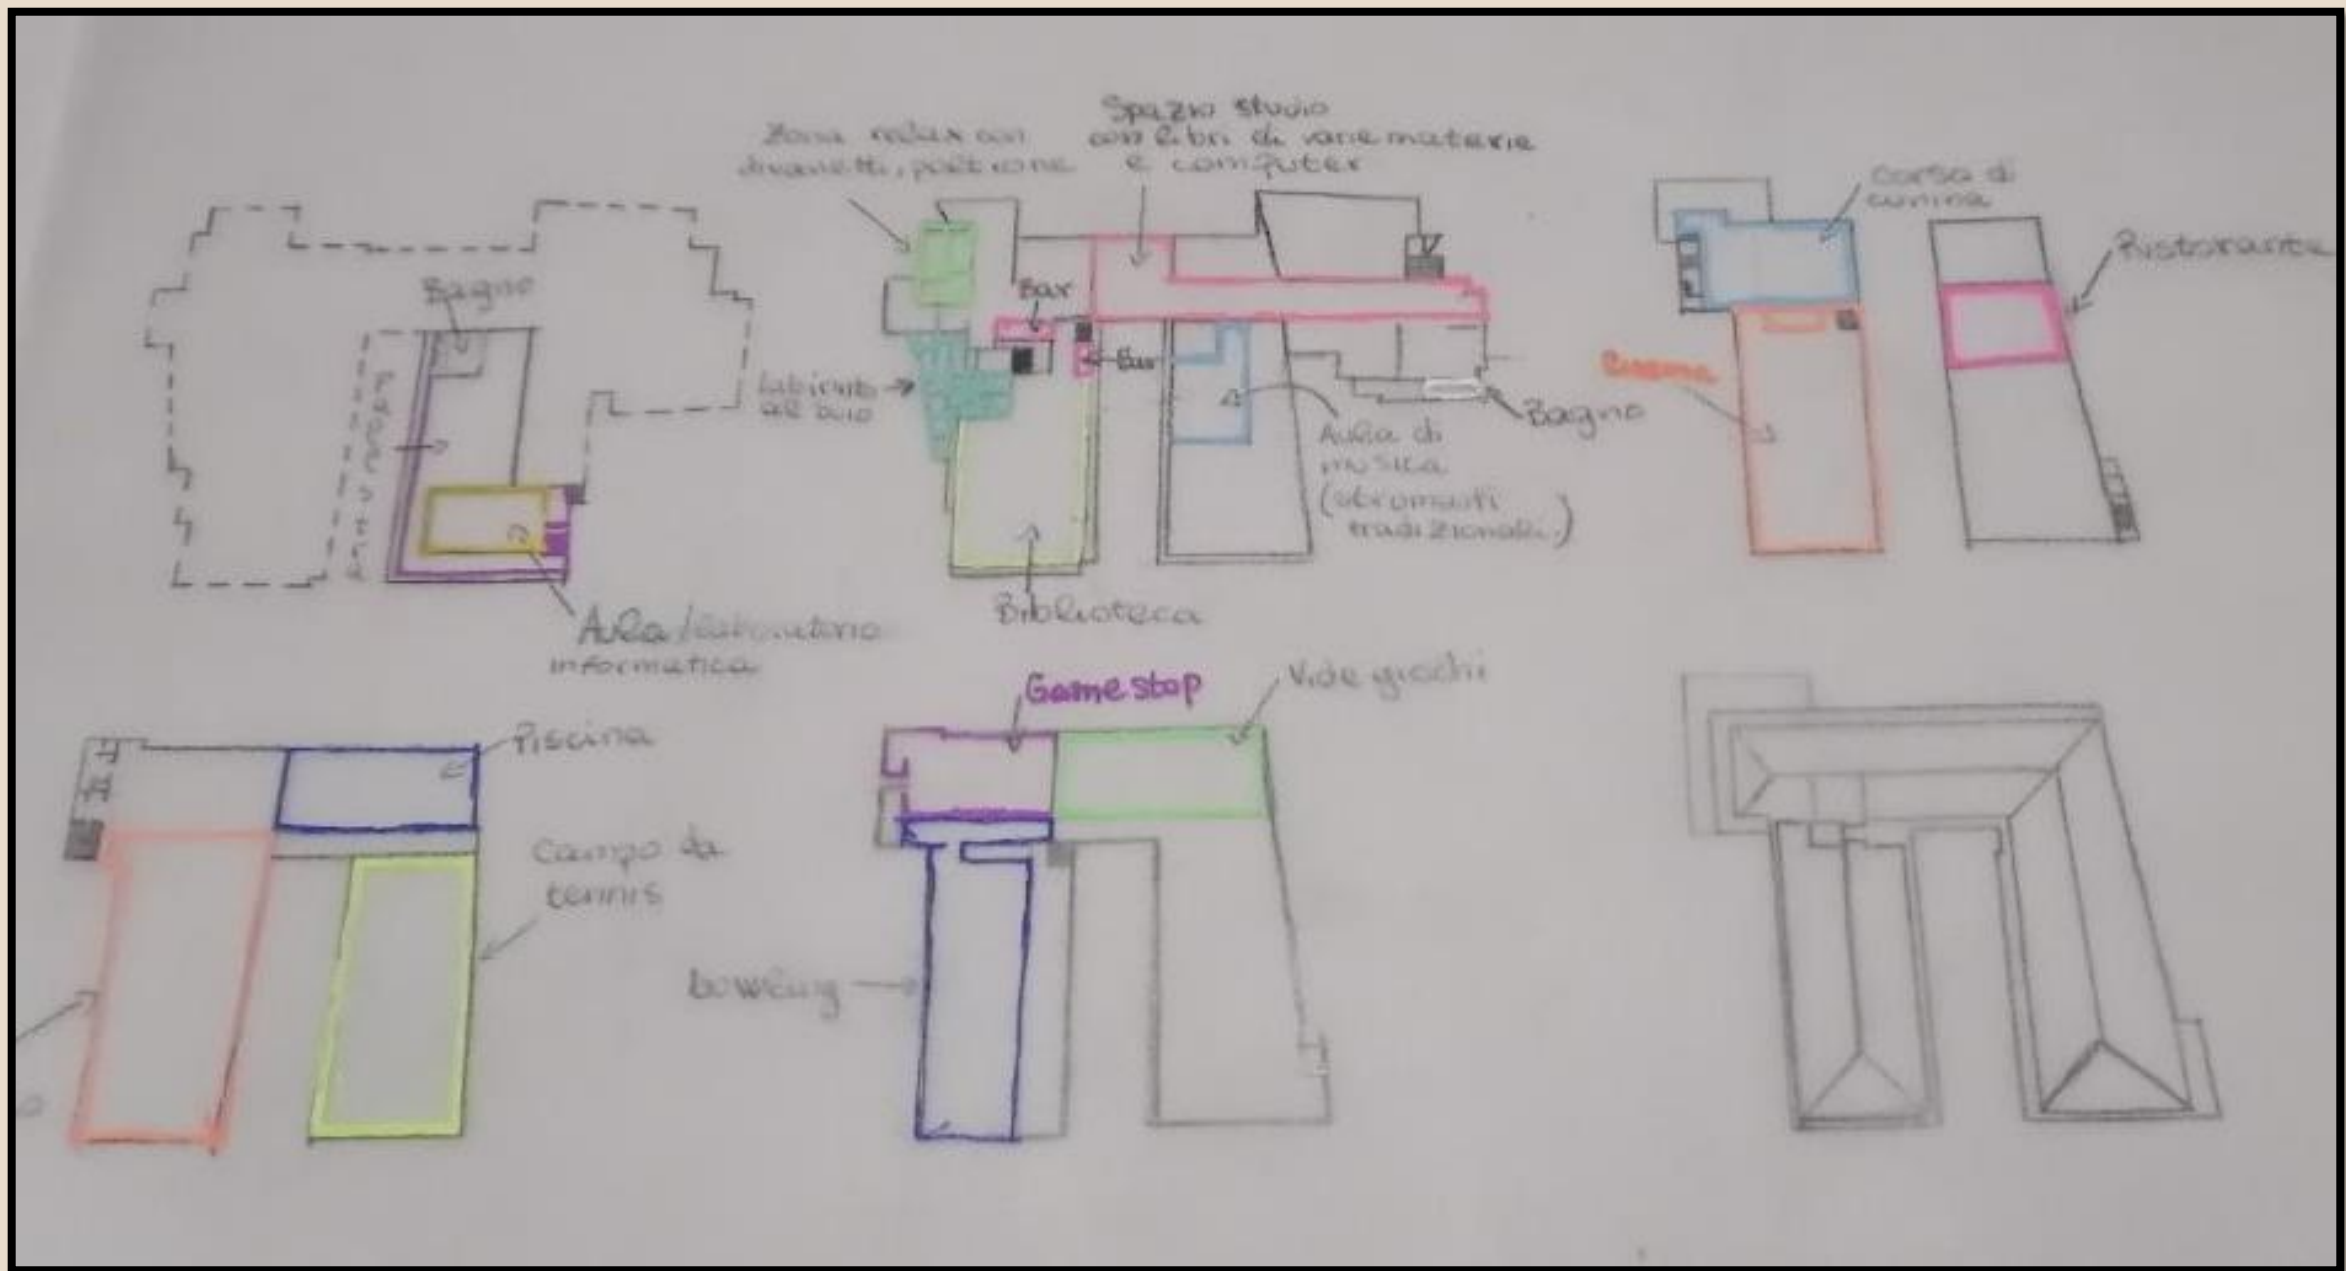 Zona relax con
divanetti, poltrone
Spazio studio
con libri di varie materie
e computer
corso di
cucina
Ristorante
Bagno
Bar
Bar
Labirinto
al buio
Cinema
Bagno
Aula di
musica
(strumenti
tradizionali)
Biblioteca
Aula/laboratorio
informatica
Game stop
Vide giochi
Piscina
Campo da
tennis
bowling